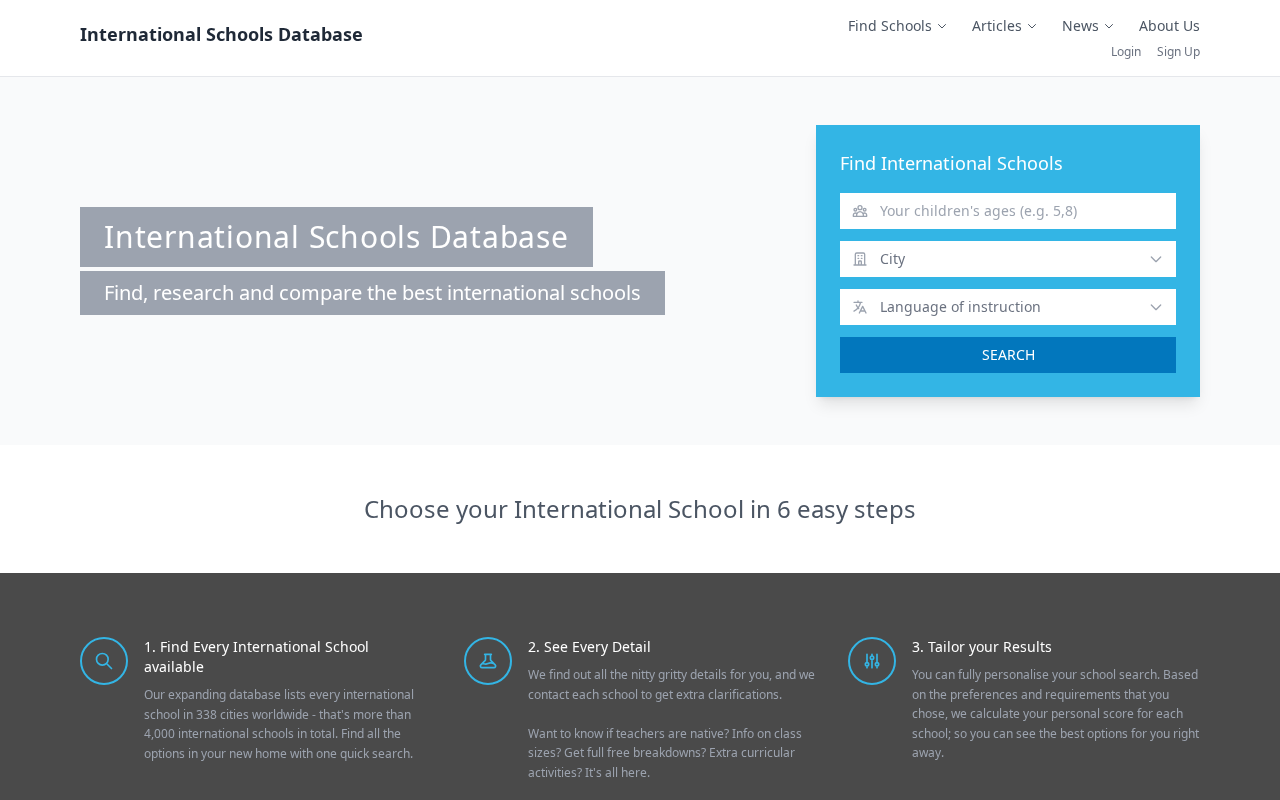 International Schools Database
Find Schools
Articles
News
About Us
Login
Sign Up
International Schools Database
Find, research and compare the best international schools
Find International Schools
Your children's ages (e.g. 5,8)
City
Language of instruction
SEARCH
Choose your International School in 6 easy steps
1. Find Every International School
available
Our expanding database lists every international
school in 338 cities worldwide - that's more than
4,000 international schools in total. Find all the
options in your new home with one quick search.
2. See Every Detail
We find out all the nitty gritty details for you, and we
contact each school to get extra clarifications.
Want to know if teachers are native? Info on class
sizes? Get full free breakdowns? Extra curricular
activities? It's all here.
3. Tailor your Results
You can fully personalise your school search. Based
on the preferences and requirements that you
chose, we calculate your personal score for each
school; so you can see the best options for you right
away.